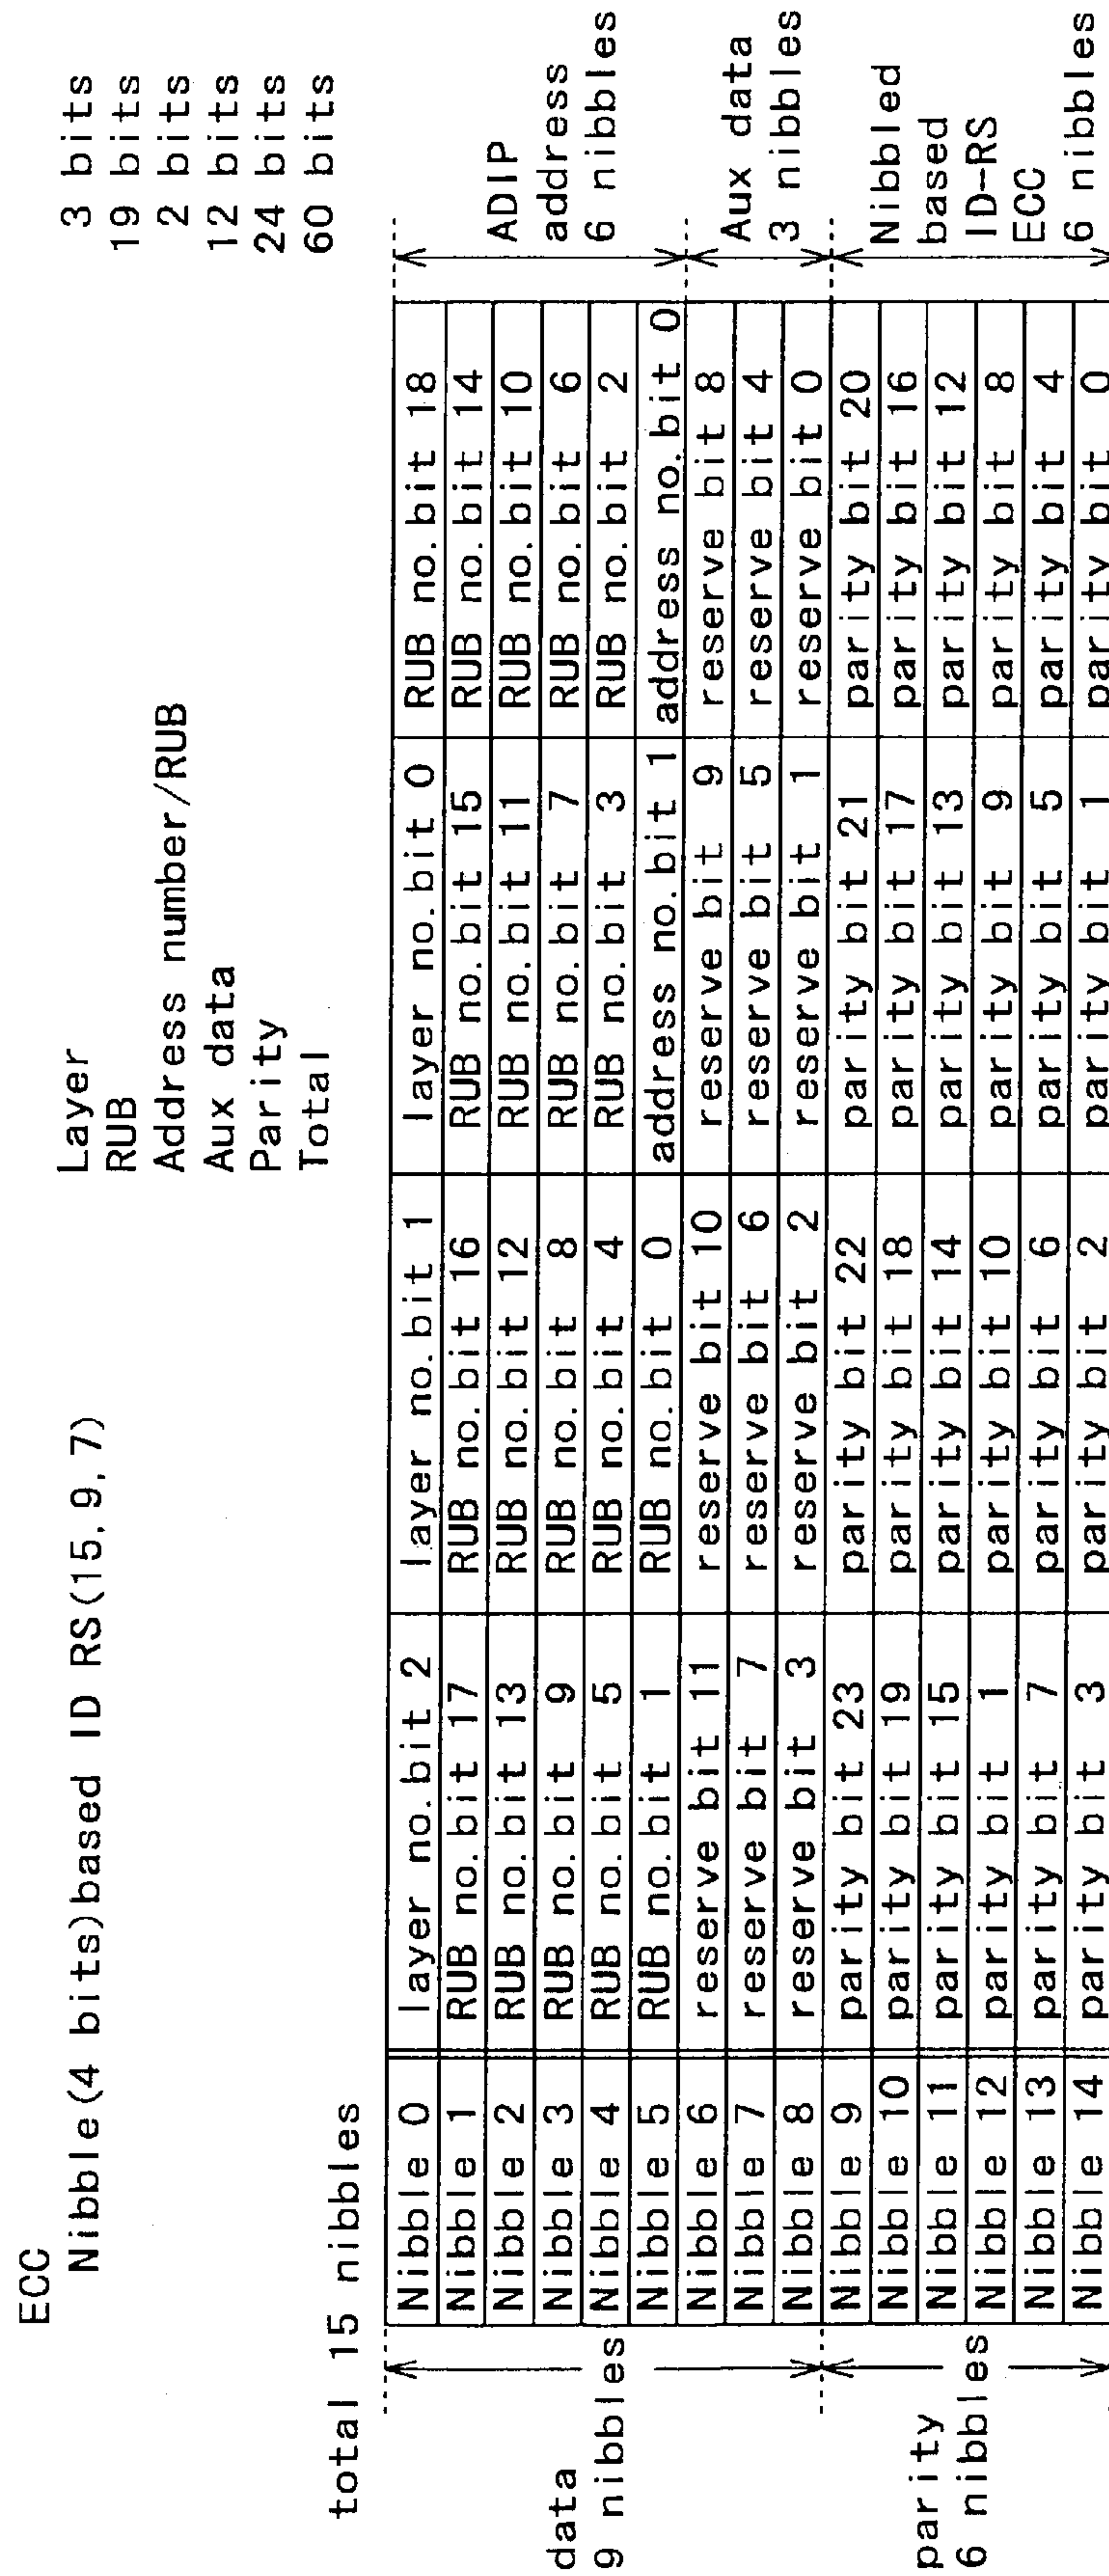 ECC
Nibble(4 bits)based ID RS(15,9,7)
Layer 3 bits
RUB 19 bits
Address number/RUB 2 bits
Aux data 12 bits
Parity 24 bits
Total 60 bits
total 15 nibbles
Nibble 0 layer no.bit 2 layer no.bit 1 layer no.bit 0 RUB no.bit 18
Nibble 1 RUB no.bit 17 RUB no.bit 16 RUB no.bit 15 RUB no.bit 14
Nibble 2 RUB no.bit 13 RUB no.bit 12 RUB no.bit 11 RUB no.bit 10
Nibble 3 RUB no.bit 9 RUB no.bit 8 RUB no.bit 7 RUB no.bit 6
Nibble 4 RUB no.bit 5 RUB no.bit 4 RUB no.bit 3 RUB no.bit 2
Nibble 5 RUB no.bit 1 RUB no.bit 0 address no.bit 1 address no.bit 0
Nibble 6 reserve bit 11 reserve bit 10 reserve bit 9 reserve bit 8
Nibble 7 reserve bit 7 reserve bit 6 reserve bit 5 reserve bit 4
Nibble 8 reserve bit 3 reserve bit 2 reserve bit 1 reserve bit 0
Nibble 9 parity bit 23 parity bit 22 parity bit 21 parity bit 20
Nibble 10 parity bit 19 parity bit 18 parity bit 17 parity bit 16
Nibble 11 parity bit 15 parity bit 14 parity bit 13 parity bit 12
Nibble 12 parity bit 1 parity bit 10 parity bit 9 parity bit 8
Nibble 13 parity bit 7 parity bit 6 parity bit 5 parity bit 4
Nibble 14 parity bit 3 parity bit 2 parity bit 1 parity bit 0
data
9 nibbles
parity
6 nibbles
ADIP
address
6 nibbles
Aux data
3 nibbles
Nibbled
based
ID-RS
ECC
6 nibbles